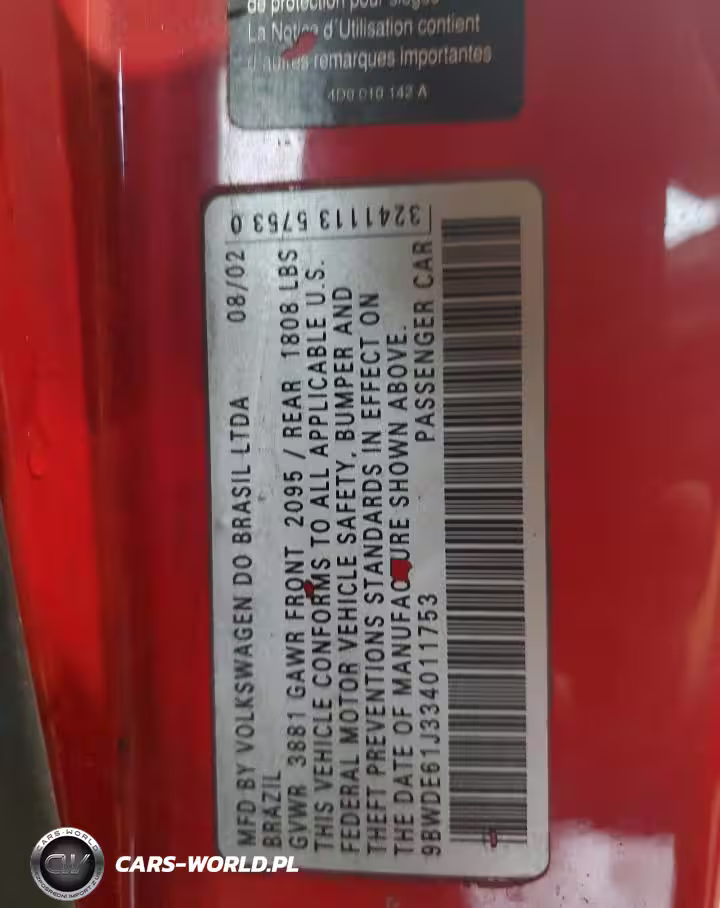 de protection pour sièges
La Notice d'Utilisation contient
d'autres remarques importantes
4D0 010 142 A
MFD BY VOLKSWAGEN DO BRASIL LTDA 08/02
BRAZIL
GVWR 3881 GAWR FRONT 2095 / REAR 1808 LBS
THIS VEHICLE CONFORMS TO ALL APPLICABLE U.S.
FEDERAL MOTOR VEHICLE SAFETY, BUMPER AND
THEFT PREVENTIONS STANDARDS IN EFFECT ON
THE DATE OF MANUFACTURE SHOWN ABOVE.
9BWDE61J334011753 PASSENGER CAR
3241113 5753 0
CARS-WORLD
CW
CARS-WORLD.PL